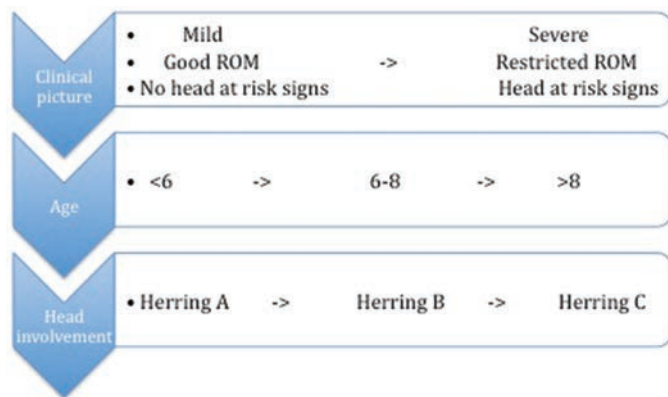 Clinical picture
• Mild Severe
• Good ROM -> Restricted ROM
• No head at risk signs Head at risk signs
Age
• <6 -> 6-8 -> >8
Head involvement
• Herring A -> Herring B -> Herring C